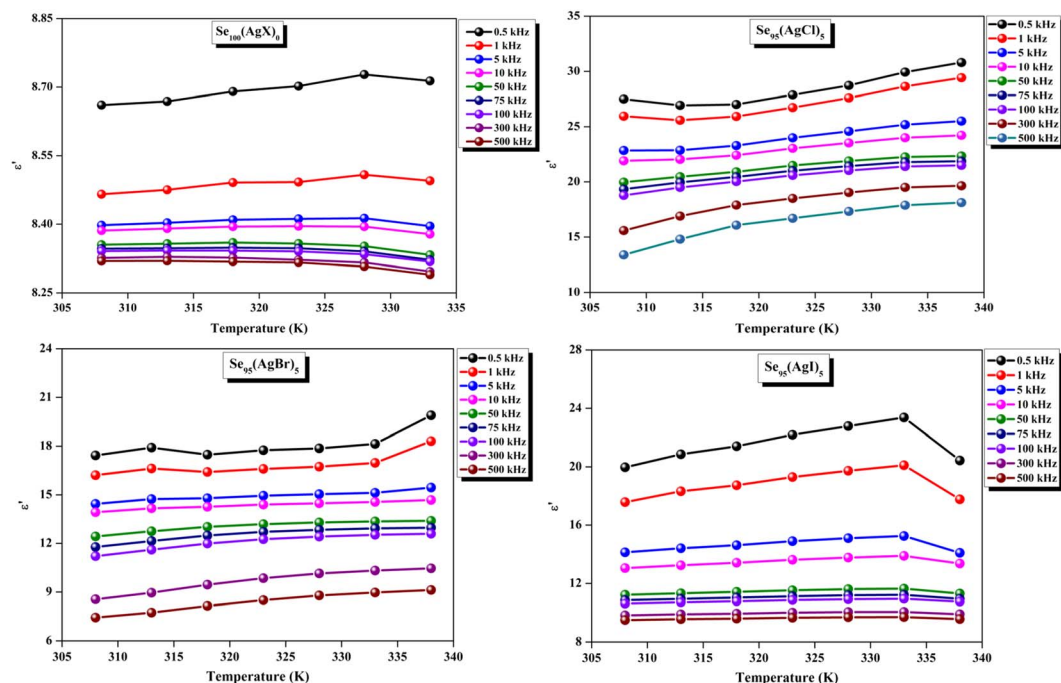 8.85
8.70
8.55
8.40
8.25
ε'
Se100(AgX)0
0.5 kHz
1 kHz
5 kHz
10 kHz
50 kHz
75 kHz
100 kHz
300 kHz
500 kHz
305 310 315 320 325 330 335
Temperature (K)
35
30
25
20
15
10
ε'
Se95(AgCl)5
0.5 kHz
1 kHz
5 kHz
10 kHz
50 kHz
75 kHz
100 kHz
300 kHz
500 kHz
305 310 315 320 325 330 335 340
Temperature (K)
24
21
18
15
12
9
6
ε'
Se95(AgBr)5
0.5 kHz
1 kHz
5 kHz
10 kHz
50 kHz
75 kHz
100 kHz
300 kHz
500 kHz
305 310 315 320 325 330 335 340
Temperature (K)
28
24
20
16
12
8
ε'
Se95(AgI)5
0.5 kHz
1 kHz
5 kHz
10 kHz
50 kHz
75 kHz
100 kHz
300 kHz
500 kHz
305 310 315 320 325 330 335 340
Temperature (K)